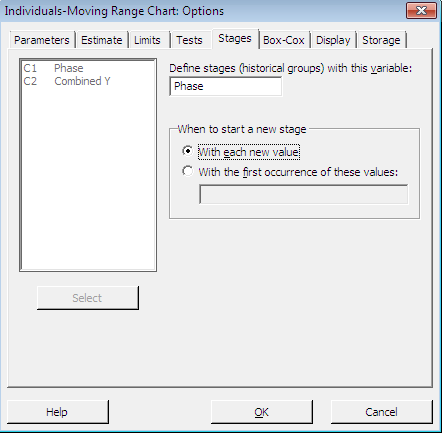 Individuals-Moving Range Chart: Options
Parameters Estimate Limits Tests Stages Box-Cox Display Storage
C1 Phase
C2 Combined Y
Define stages (historical groups) with this variable:
Phase
When to start a new stage
With each new value
With the first occurrence of these values:
Select
Help OK Cancel